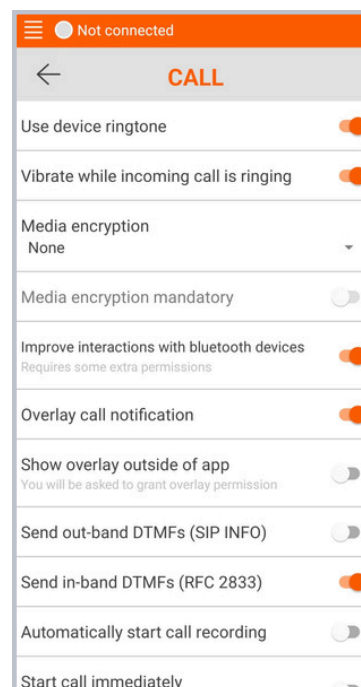 Not connected
CALL
Use device ringtone
Vibrate while incoming call is ringing
Media encryption
None
Media encryption mandatory
Improve interactions with bluetooth devices
Requires some extra permissions
Overlay call notification
Show overlay outside of app
You will be asked to grant overlay permission
Send out-band DTMFs (SIP INFO)
Send in-band DTMFs (RFC 2833)
Automatically start call recording
Start call immediately